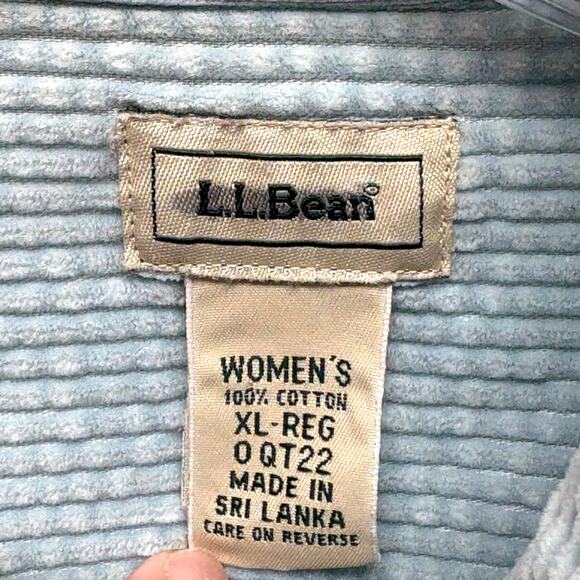 L.L.Bean®
WOMEN'S
100% COTTON
XL-REG
0 QT22
MADE IN
SRI LANKA
CARE ON REVERSE